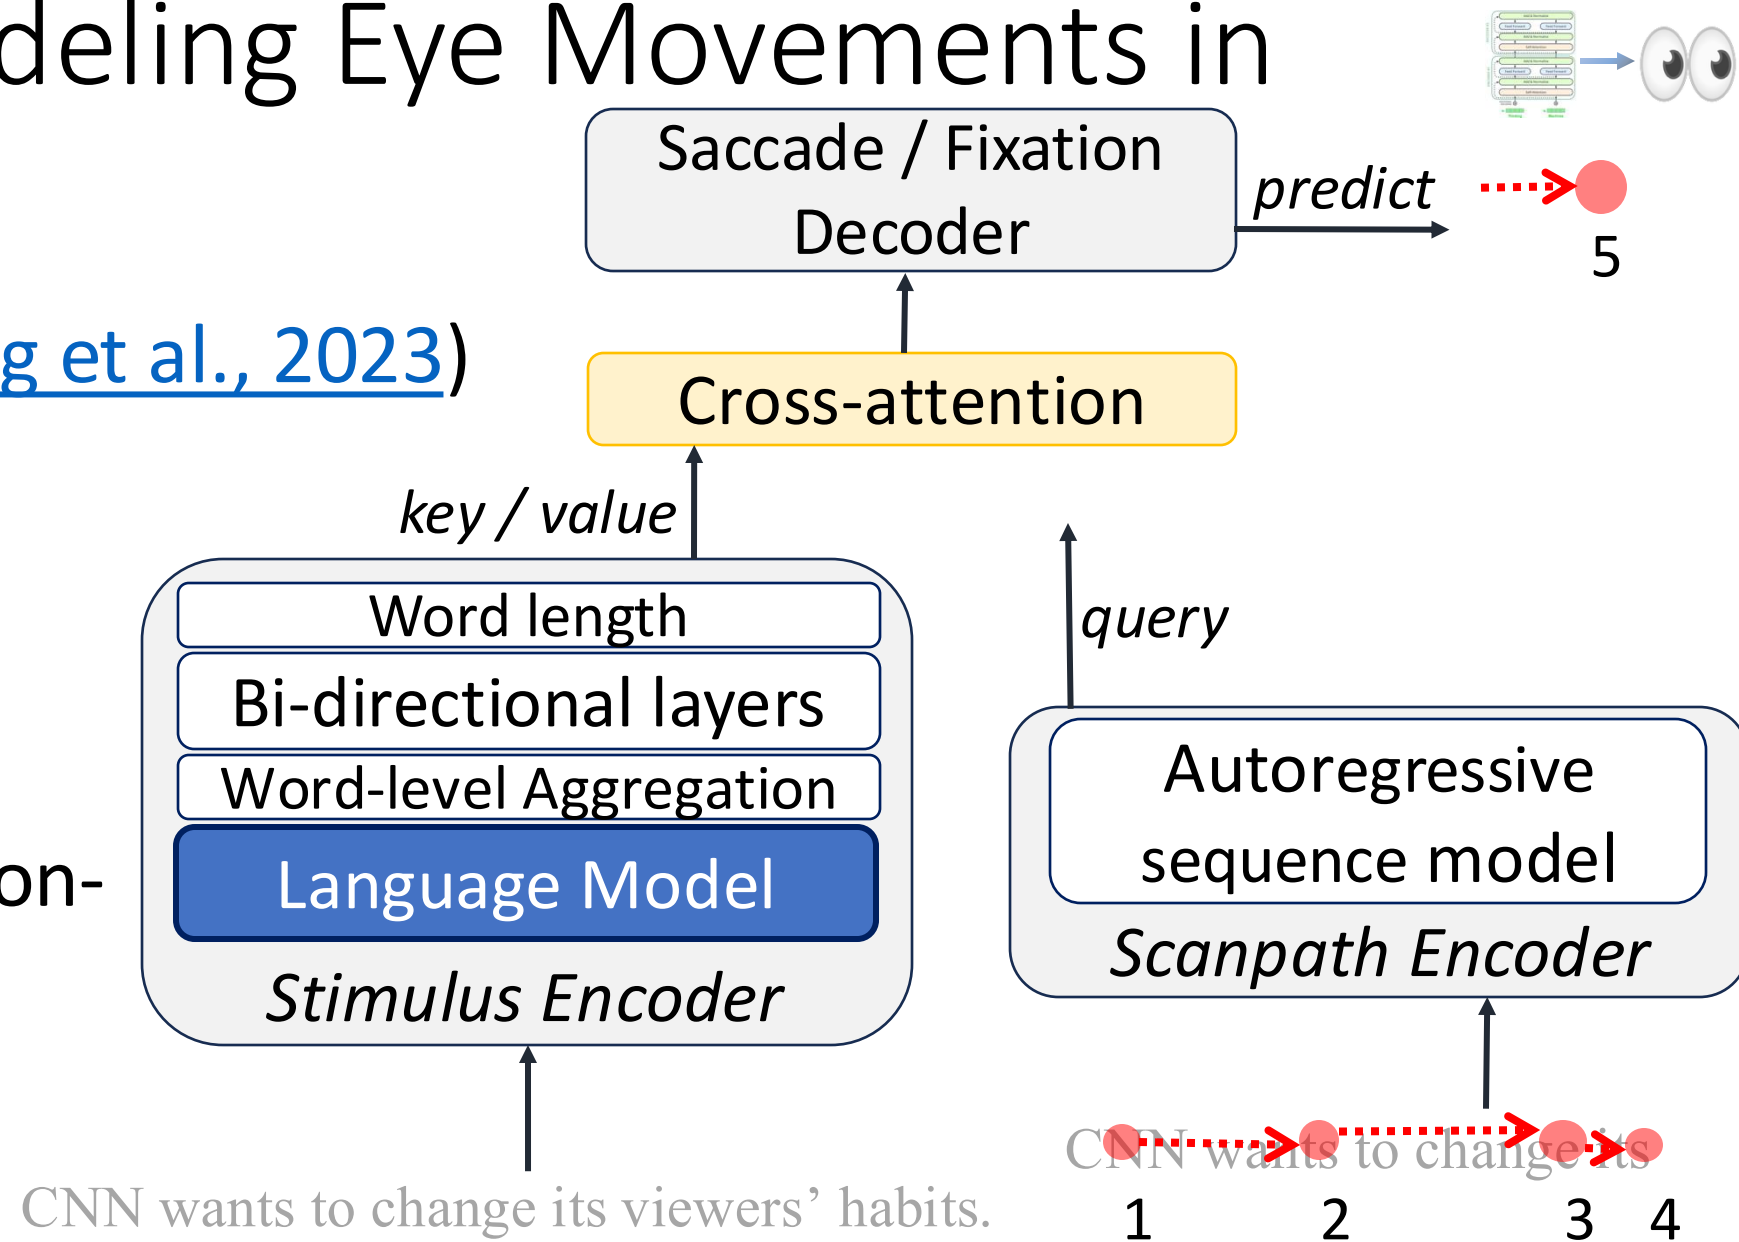 deling Eye Movements in
Saccade / Fixation
Decoder
predict
5
g et al., 2023)
Cross-attention
key / value
query
Word length
Bi-directional layers
Word-level Aggregation
Language Model
Stimulus Encoder
Autoregressive
sequence model
Scanpath Encoder
on-
CNN wants to change its viewers’ habits.
CNN wants to change its
1 2 3 4